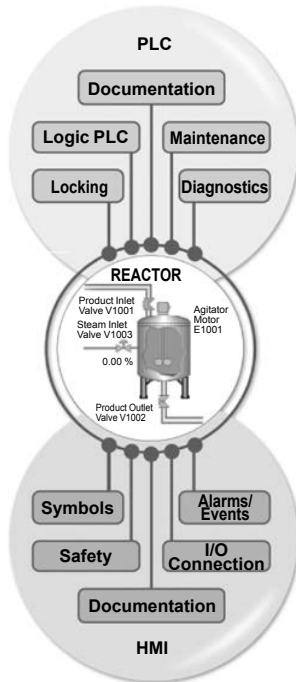 PLC
Documentation
Logic PLC
Maintenance
Locking
Diagnostics
REACTOR
Product Inlet
Valve V1001
Agitator
Motor
E1001
Steam Inlet
Valve V1003
0.00 %
Product Outlet
Valve V1002
Symbols
Alarms/
Events
Safety
I/O
Connection
Documentation
HMI